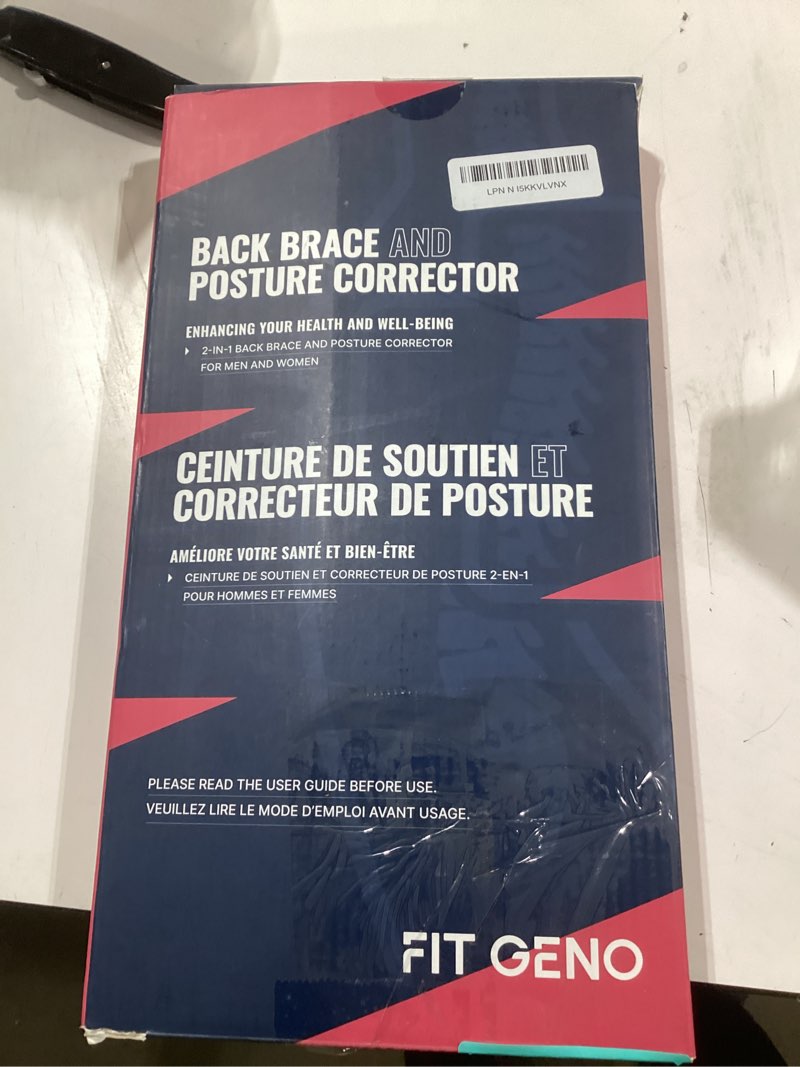 LPN N I5KKVLVNX
BACK BRACE AND
POSTURE CORRECTOR
ENHANCING YOUR HEALTH AND WELL-BEING
2-IN-1 BACK BRACE AND POSTURE CORRECTOR
FOR MEN AND WOMEN
CEINTURE DE SOUTIEN ET
CORRECTEUR DE POSTURE
AMÉLIORE VOTRE SANTÉ ET BIEN-ÊTRE
CEINTURE DE SOUTIEN ET CORRECTEUR DE POSTURE 2-EN-1
POUR HOMMES ET FEMMES
PLEASE READ THE USER GUIDE BEFORE USE.
VEUILLEZ LIRE LE MODE D'EMPLOI AVANT USAGE.
FIT GENO